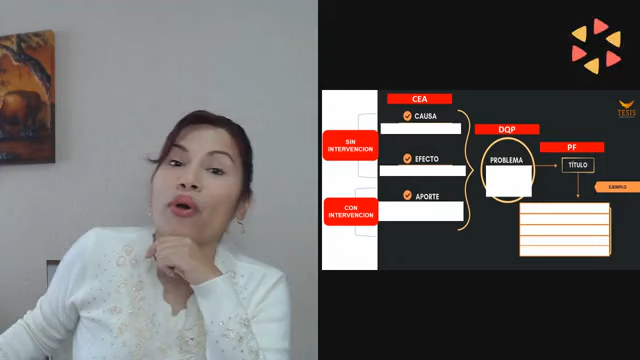 CEA
CAUSA
SIN
INTERVENCION
EFECTO
CON
INTERVENCION
APORTE
DQP
PROBLEMA
PF
TÍTULO
EJEMPLO
TESIS